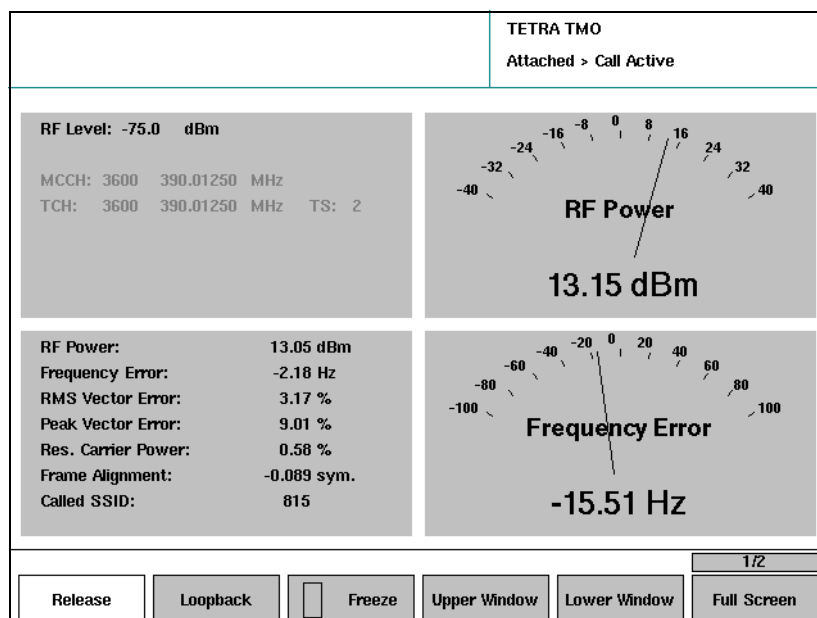 TETRA TMO
Attached > Call Active
RF Level: -75.0 dBm
MCCH: 3600 390.01250 MHz
TCH: 3600 390.01250 MHz TS: 2
-40 -32 -24 -16 -8 0 8 16 24 32 40
RF Power
13.15 dBm
RF Power: 13.05 dBm
Frequency Error: -2.18 Hz
RMS Vector Error: 3.17 %
Peak Vector Error: 9.01 %
Res. Carrier Power: 0.58 %
Frame Alignment: -0.089 sym.
Called SSID: 815
-100 -80 -60 -40 -20 0 20 40 60 80 100
Frequency Error
-15.51 Hz
1/2
Release Loopback Freeze Upper Window Lower Window Full Screen